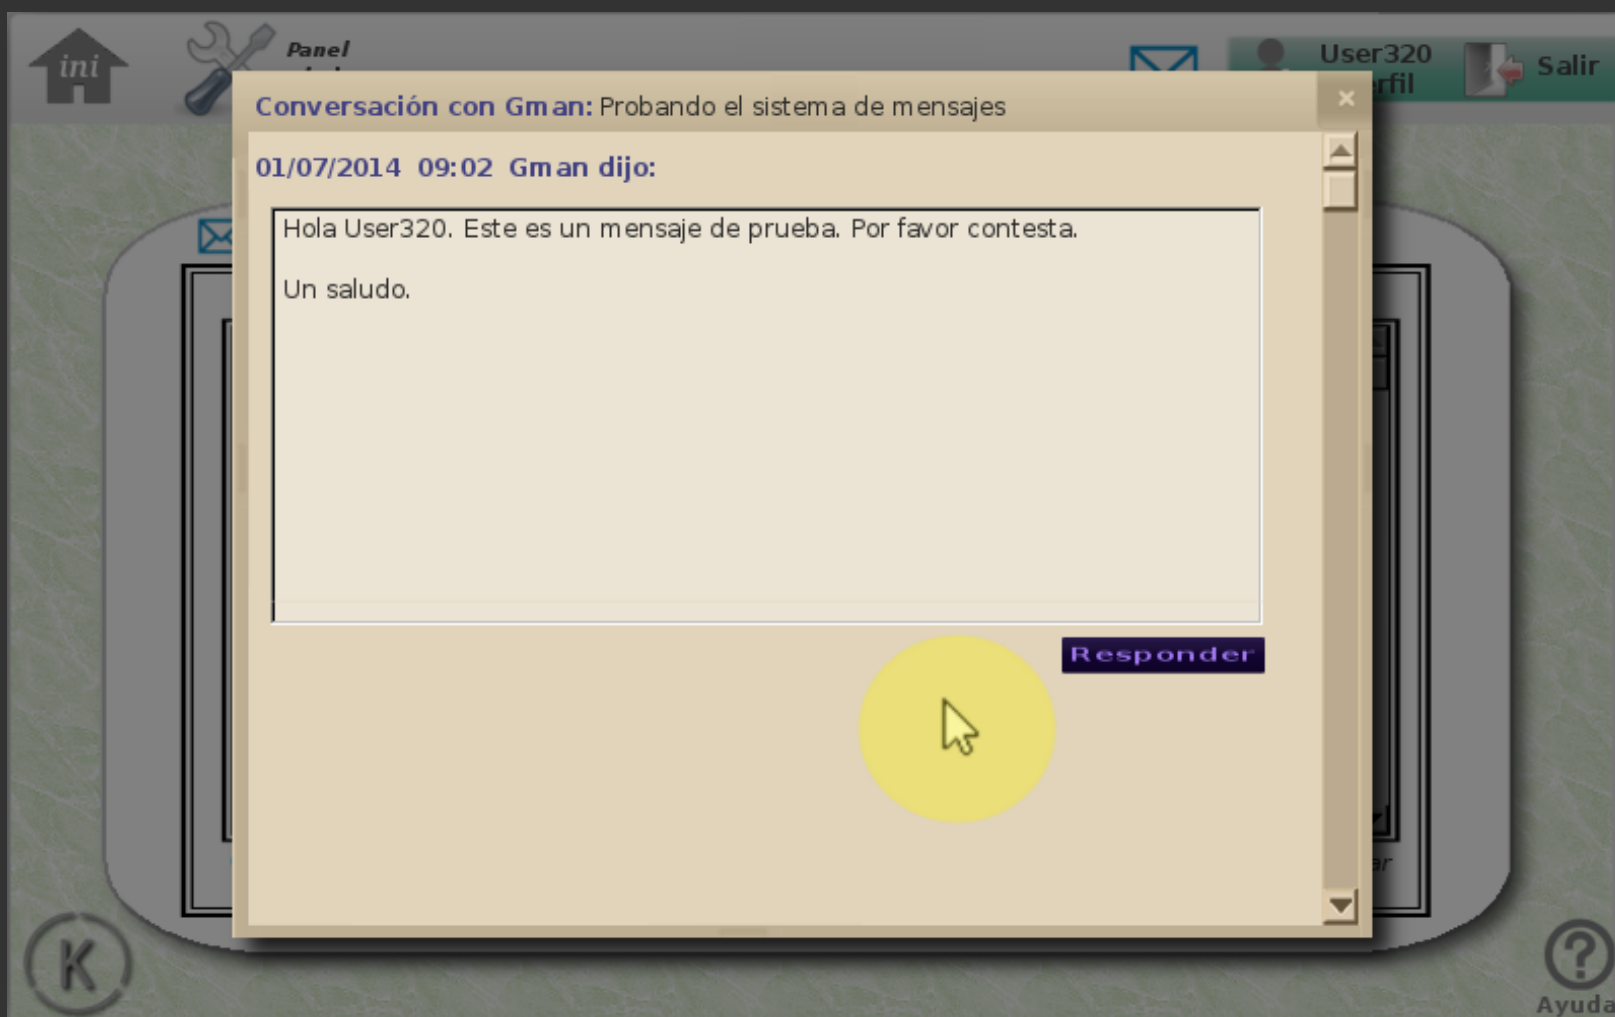 ini
Panel
User320
Salir
Conversación con Gman: Probando el sistema de mensajes
01/07/2014 09:02 Gman dijo:
Hola User320. Este es un mensaje de prueba. Por favor contesta.
Un saludo.
Responder
K
Ayuda